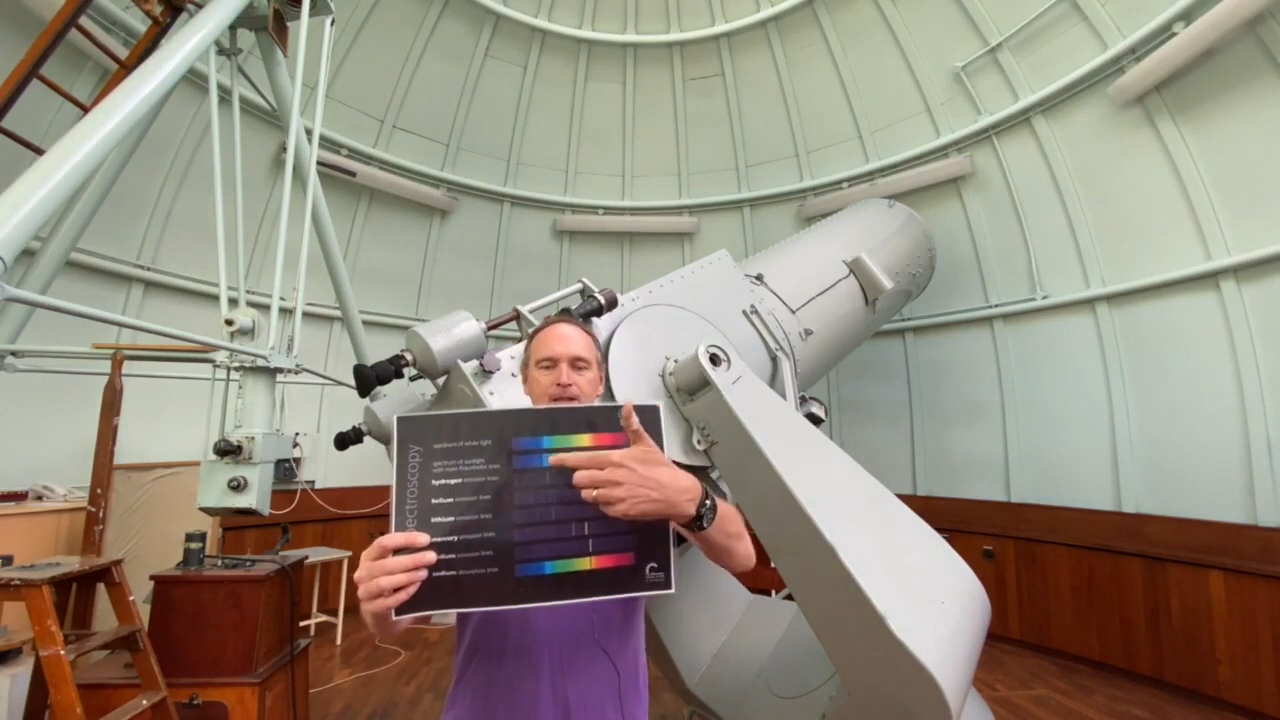 spectroscopy
spectrum of white light
spectrum of sunlight
with main Fraunhofer lines
hydrogen emission lines
helium emission lines
lithium emission lines
mercury emission lines
sodium emission lines
sodium absorption lines